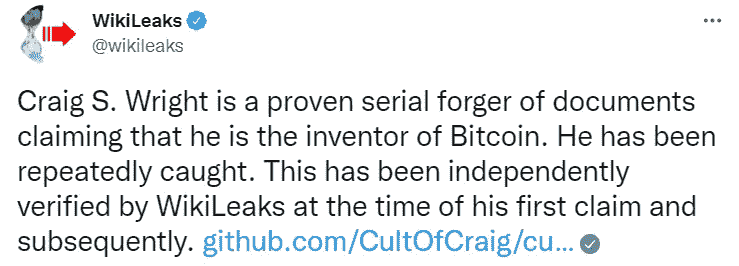 WikiLeaks
@wikileaks
Craig S. Wright is a proven serial forger of documents
claiming that he is the inventor of Bitcoin. He has been
repeatedly caught. This has been independently
verified by WikiLeaks at the time of his first claim and
subsequently. github.com/CultOfCraig/cu...